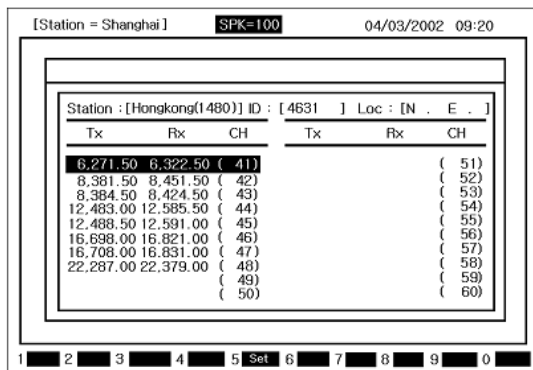 [Station = Shanghai] SPK=100 04/03/2002 09:20
Station :[Hongkong(1480)] ID : [4631 ] Loc : [N . E . ]
Tx Rx CH Tx Rx CH
6,271.50 6,322.50 ( 41) ( 51)
8,381.50 8,451.50 ( 42) ( 52)
8,384.50 8,424.50 ( 43) ( 53)
12,483.00 12.585.50 ( 44) ( 54)
12,488.50 12.591.00 ( 45) ( 55)
16,698.00 16.821.00 ( 46) ( 56)
16,708.00 16.831.00 ( 47) ( 57)
22,287.00 22,379.00 ( 48) ( 58)
( 49) ( 59)
( 50) ( 60)
1 2 3 4 5 Set 6 7 8 9 0